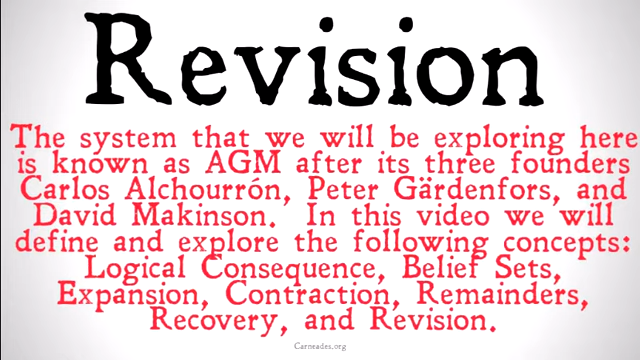 Revision
The system that we will be exploring here
is known as AGM after its three founders
Carlos Alchourrón, Peter Gärdenfors, and
David Makinson. In this video we will
define and explore the following concepts:
Logical Consequence, Belief Sets,
Expansion, Contraction, Remainders,
Recovery, and Revision.
Carneades.org